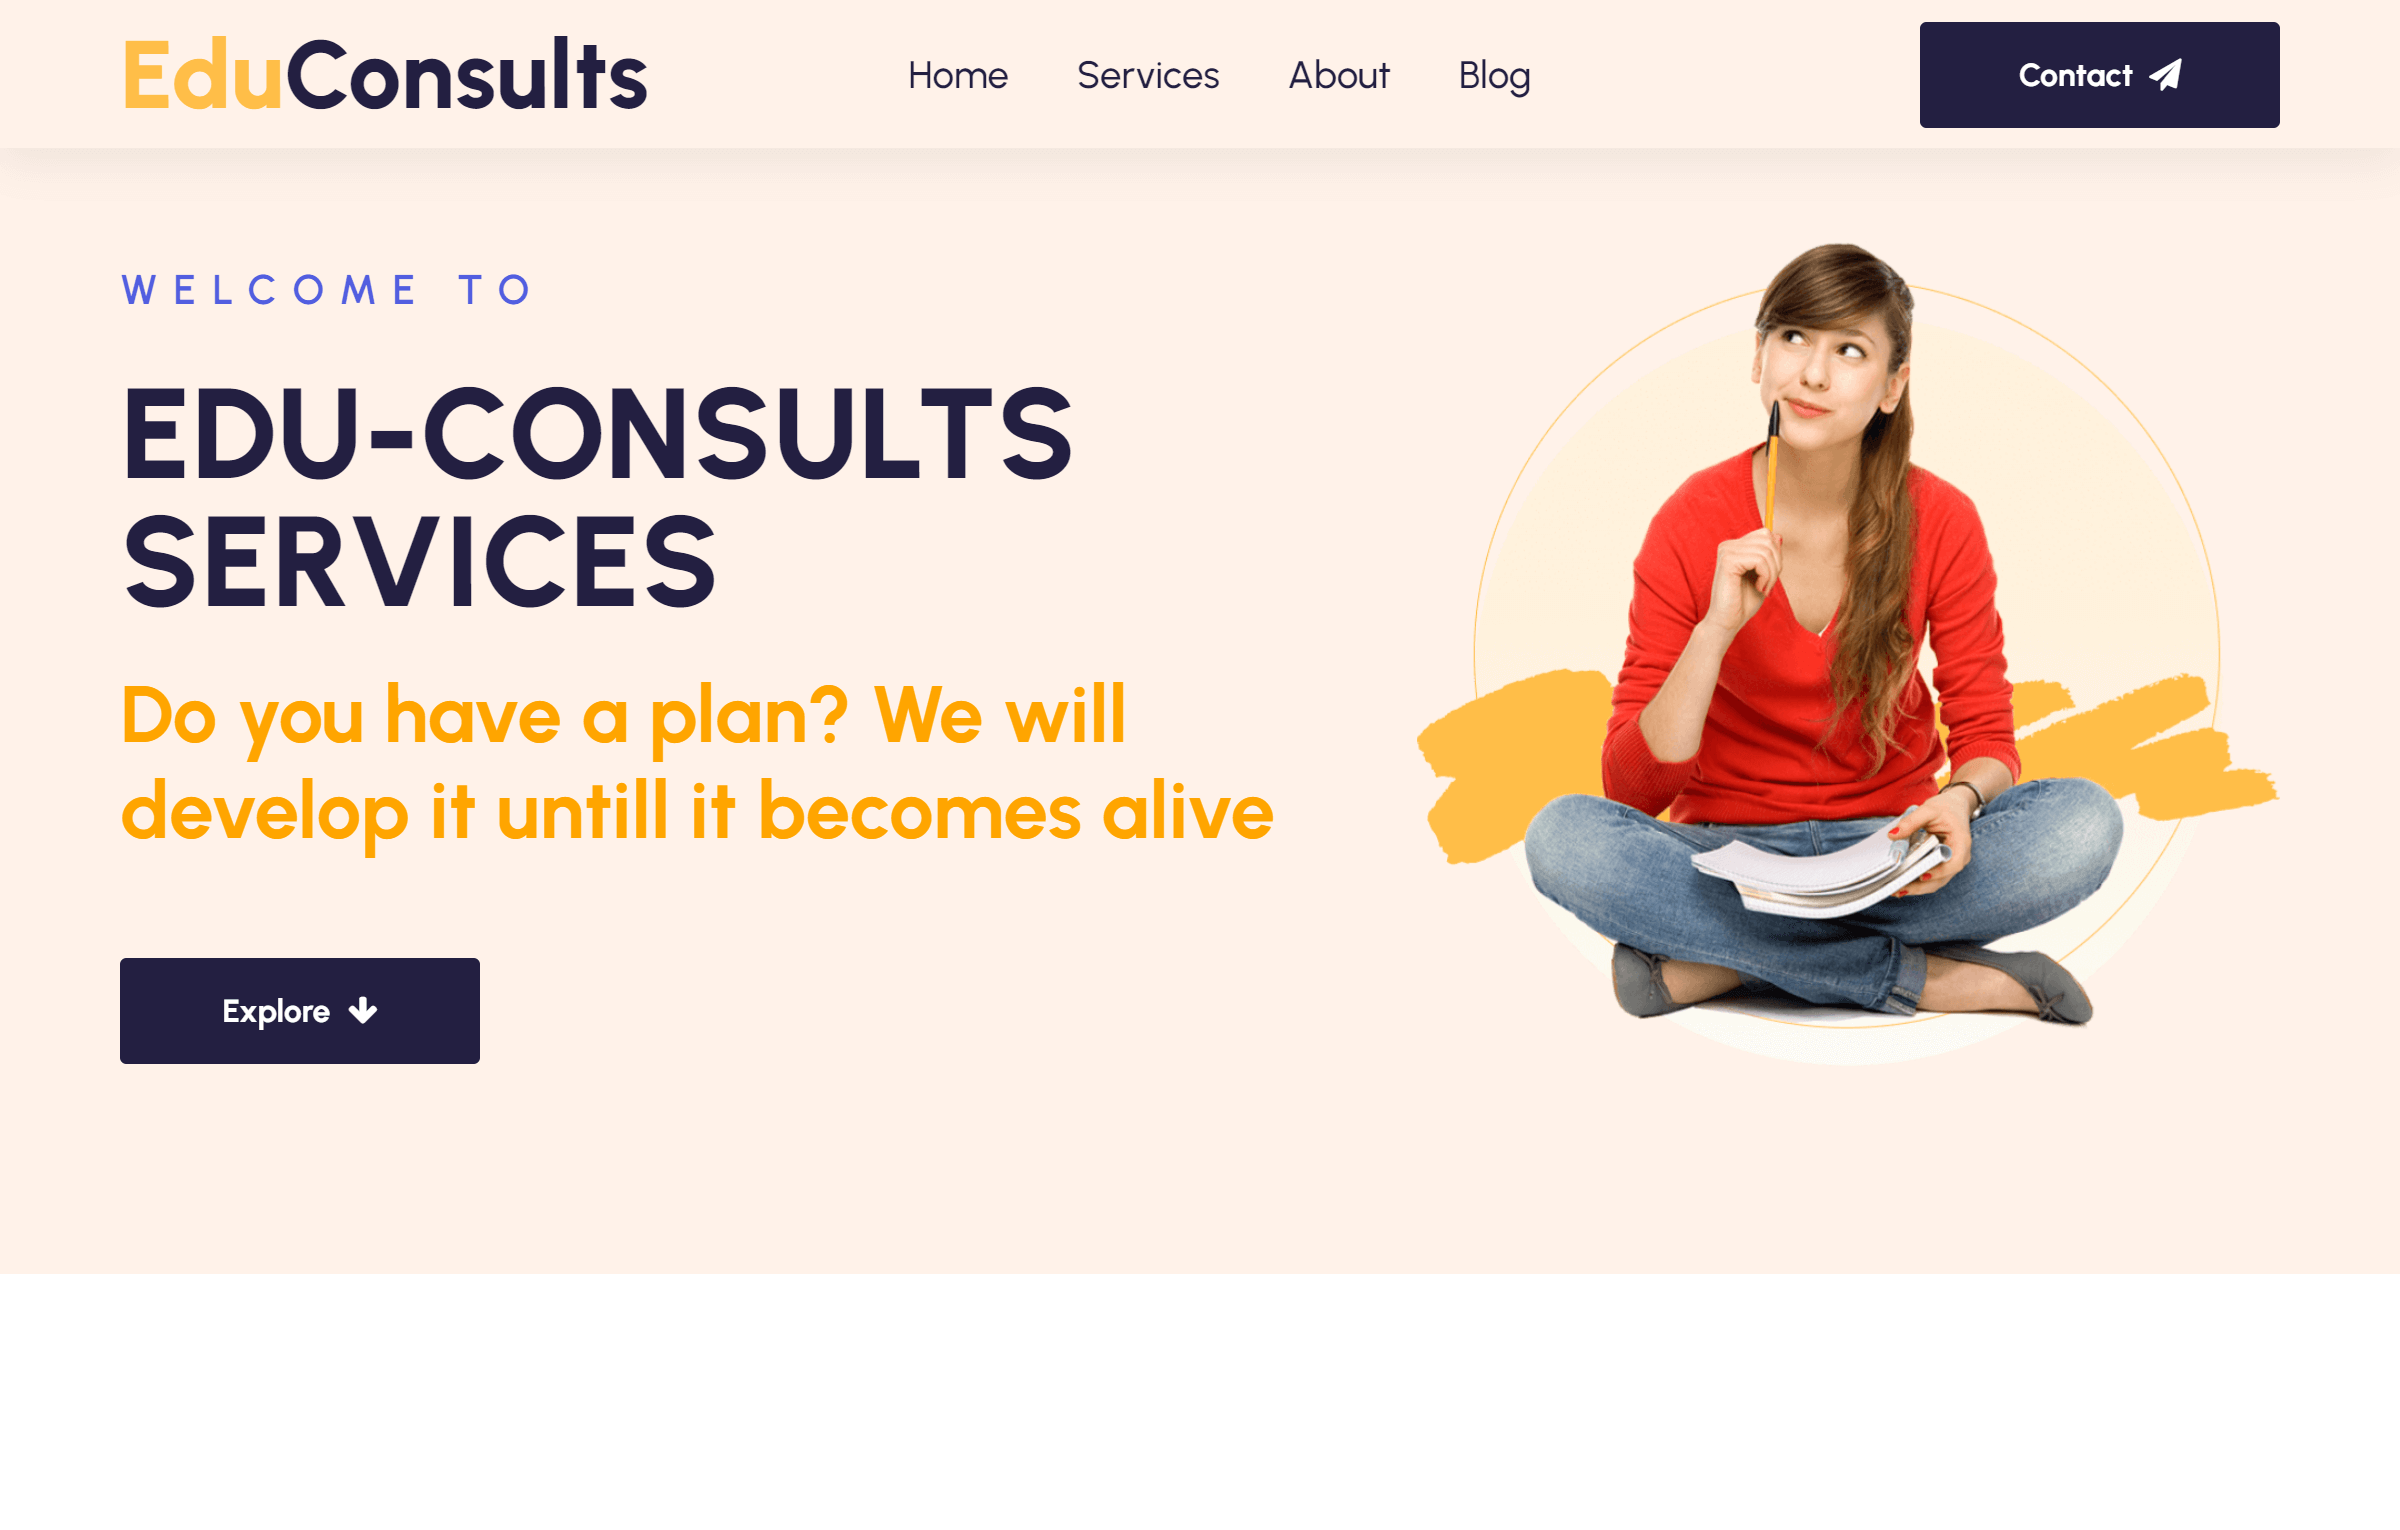 EduConsults
Home Services About Blog
Contact
WELCOME TO
EDU-CONSULTS
SERVICES
Do you have a plan? We will
develop it untill it becomes alive
Explore